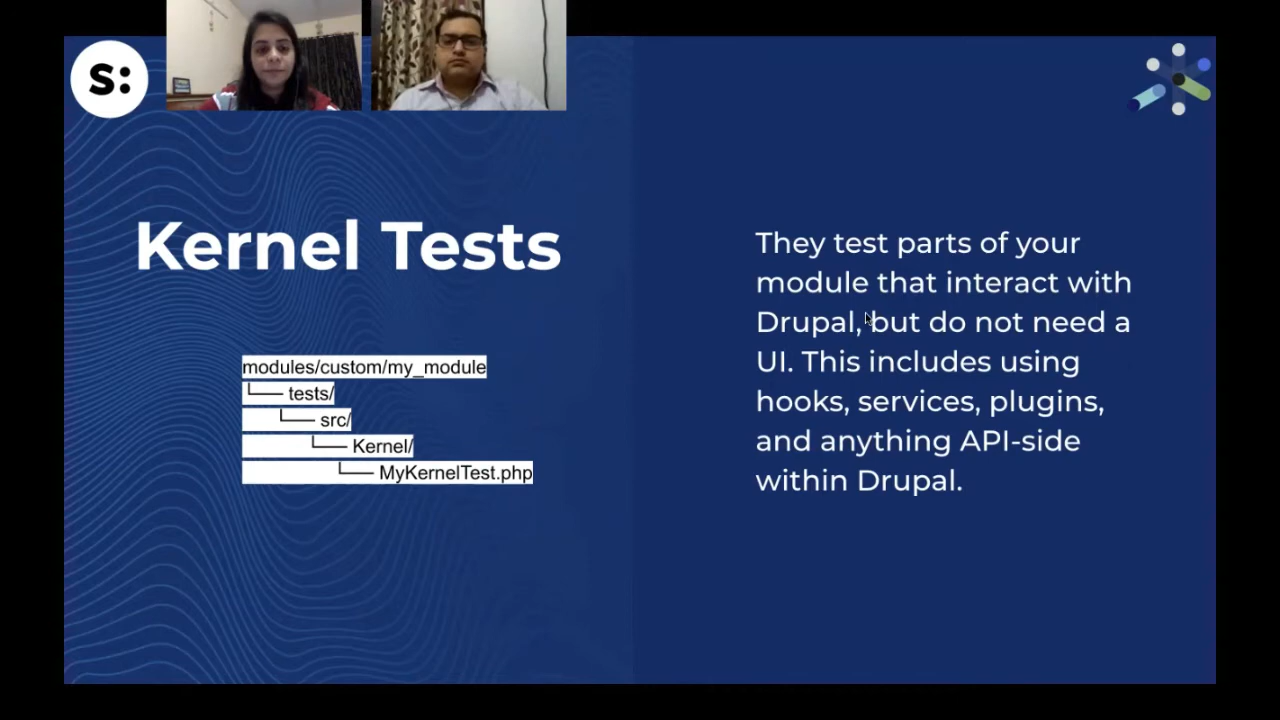 S:
Kernel Tests
modules/custom/my_module
└── tests/
└── src/
└── Kernel/
└── MyKernelTest.php
They test parts of your
module that interact with
Drupal, but do not need a
UI. This includes using
hooks, services, plugins,
and anything API-side
within Drupal.